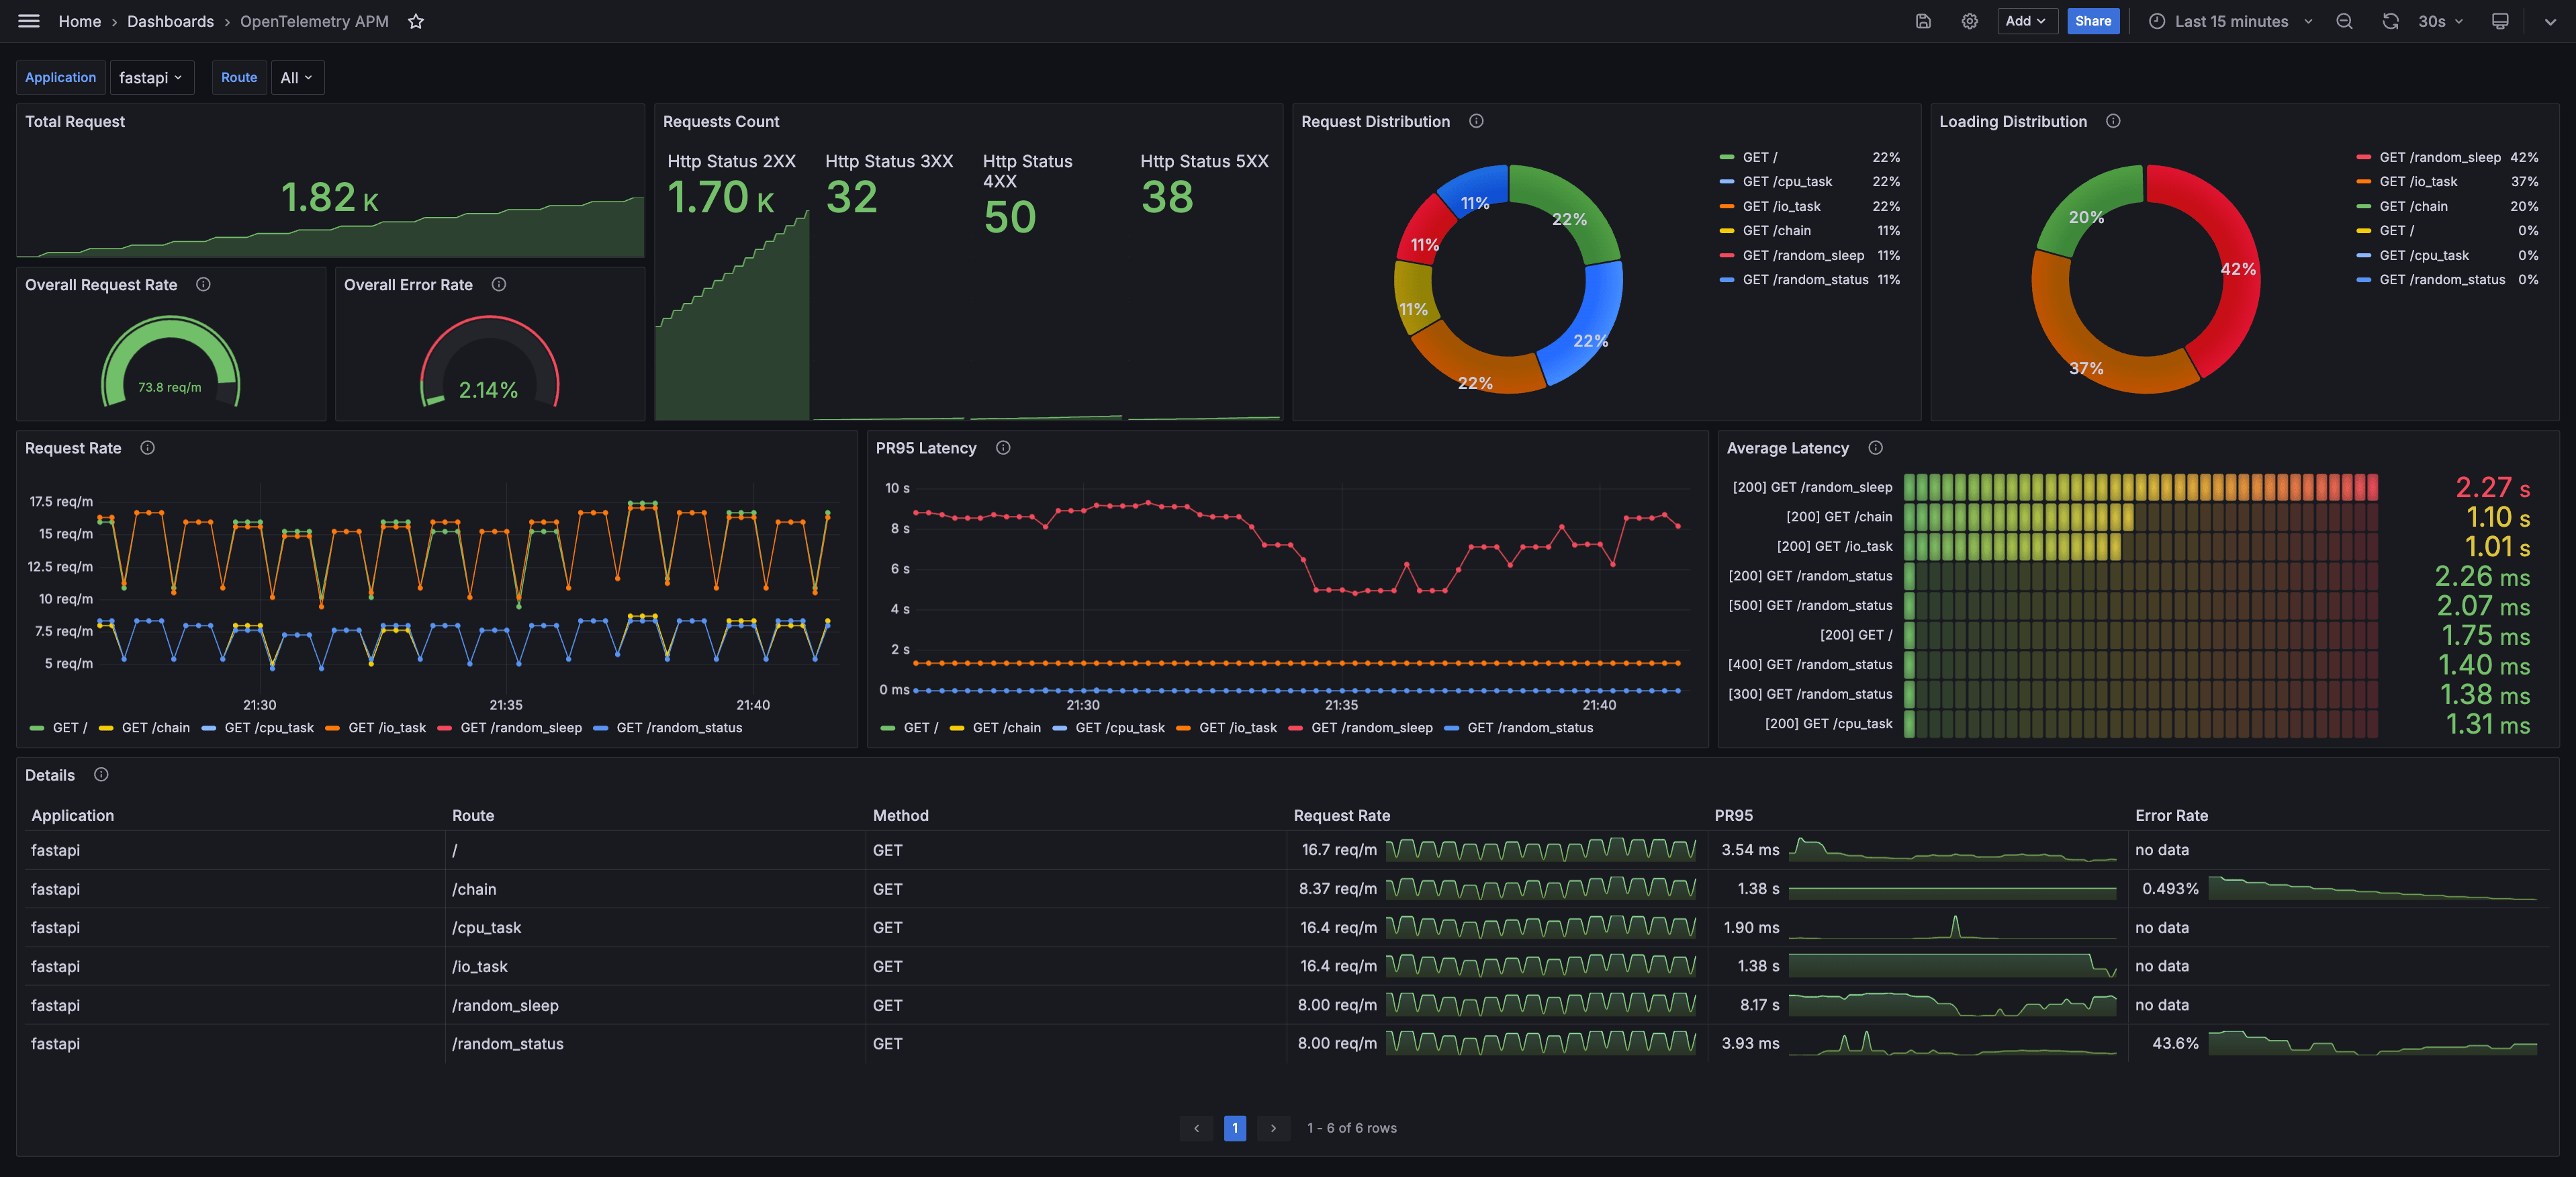 Home › Dashboards › OpenTelemetry APM
Add
Share
Last 15 minutes
30s
Application fastapi Route All
Total Request
1.82 K
Overall Request Rate
73.8 req/m
Overall Error Rate
2.14%
Requests Count
Http Status 2XX
1.70 K
Http Status 3XX
32
Http Status
4XX
50
Http Status 5XX
38
Request Distribution
22%
22%
22%
11%
11%
11%
GET / 22%
GET /cpu_task 22%
GET /io_task 22%
GET /chain 11%
GET /random_sleep 11%
GET /random_status 11%
Loading Distribution
42%
37%
20%
GET /random_sleep 42%
GET /io_task 37%
GET /chain 20%
GET / 0%
GET /cpu_task 0%
GET /random_status 0%
Request Rate
17.5 req/m
15 req/m
12.5 req/m
10 req/m
7.5 req/m
5 req/m
21:30 21:35 21:40
GET / GET /chain GET /cpu_task GET /io_task GET /random_sleep GET /random_status
PR95 Latency
10 s
8 s
6 s
4 s
2 s
0 ms
21:30 21:35 21:40
GET / GET /chain GET /cpu_task GET /io_task GET /random_sleep GET /random_status
Average Latency
[200] GET /random_sleep 2.27 s
[200] GET /chain 1.10 s
[200] GET /io_task 1.01 s
[200] GET /random_status 2.26 ms
[500] GET /random_status 2.07 ms
[200] GET / 1.75 ms
[400] GET /random_status 1.40 ms
[300] GET /random_status 1.38 ms
[200] GET /cpu_task 1.31 ms
Details
Application Route Method Request Rate PR95 Error Rate
fastapi / GET 16.7 req/m 3.54 ms no data
fastapi /chain GET 8.37 req/m 1.38 s 0.493%
fastapi /cpu_task GET 16.4 req/m 1.90 ms no data
fastapi /io_task GET 16.4 req/m 1.38 s no data
fastapi /random_sleep GET 8.00 req/m 8.17 s no data
fastapi /random_status GET 8.00 req/m 3.93 ms 43.6%
1
1 - 6 of 6 rows